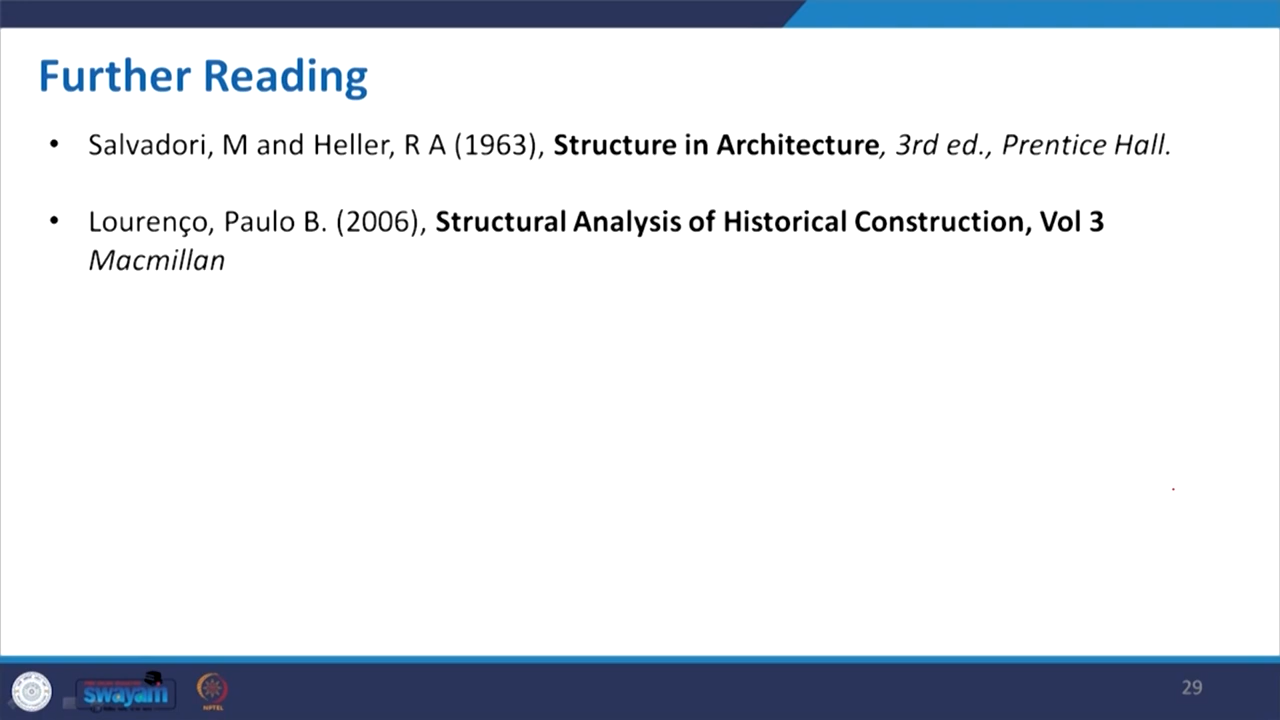 Further Reading
• Salvadori, M and Heller, R A (1963), Structure in Architecture, 3rd ed., Prentice Hall.
• Lourenço, Paulo B. (2006), Structural Analysis of Historical Construction, Vol 3
Macmillan
swayam
NPTEL
29